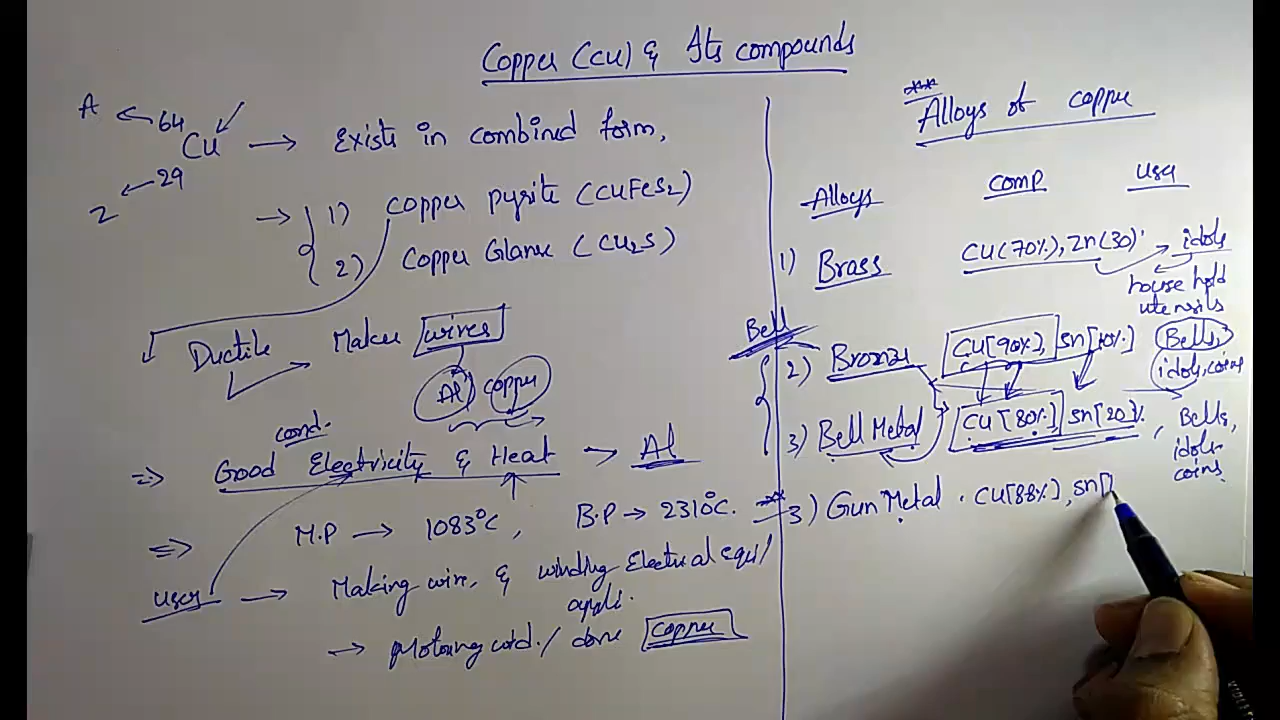 Copper (CU) & Its compounds
A ← 64
Cu → Exists in combined form,
Z ← 29
→ 1) Copper pyrite (CUFeS2)
2) Copper Glance (CU2S)
Ductile
Makes wires
Al copper
cond.
⇒ Good Electricity & Heat → Al
⇒ M.P → 1083°C, B.P → 2310°C.
Uses → Making wire, & winding Electrical equi/
appli.
→ done copper
***
Alloys of copper
Alloys comp use
1) Brass CU(70%), Zn(30) idols
house hold
utensils
Bell
2) Bronze CU[90%], Sn[10%] Bells,
idols, coins
3) Bell Metal CU[80%] Sn[20]%, Bells,
idols
coins
** 3) Gun Metal . CU[88%], Sn[